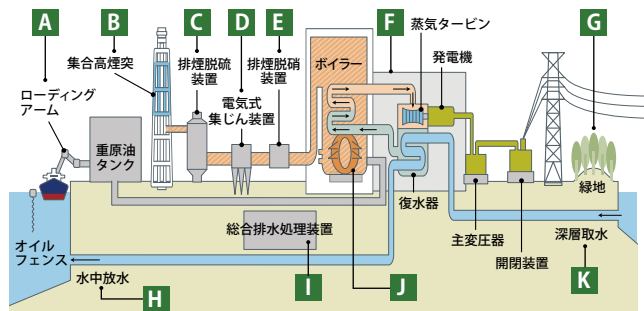 A
B
C
D
E
F
G
ローディング
アーム
集合高煙突
排煙脱硫
装置
電気式
集じん装置
排煙脱硝
装置
ボイラー
蒸気タービン
発電機
重原油
タンク
緑地
復水器
主変圧器
開閉装置
深層取水
総合排水処理装置
オイル
フェンス
水中放水
H
I
J
K